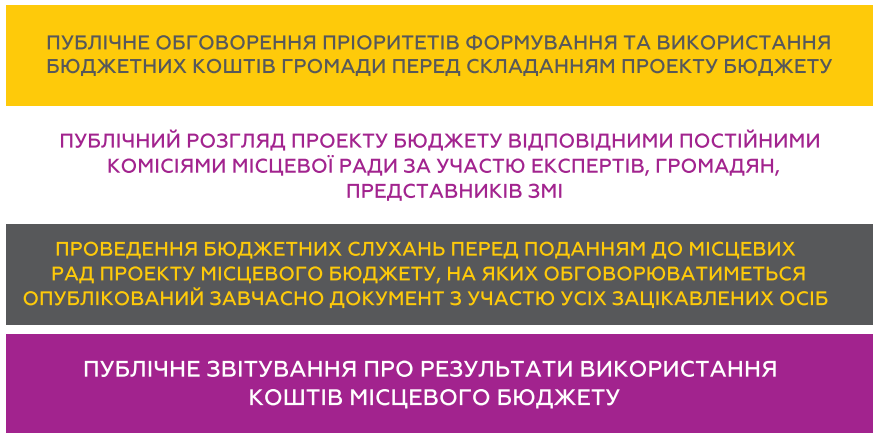 ПУБЛІЧНЕ ОБГОВОРЕННЯ ПРІОРИТЕТІВ ФОРМУВАННЯ ТА ВИКОРИСТАННЯ
БЮДЖЕТНИХ КОШТІВ ГРОМАДИ ПЕРЕД СКЛАДАННЯМ ПРОЕКТУ БЮДЖЕТУ
ПУБЛІЧНИЙ РОЗГЛЯД ПРОЕКТУ БЮДЖЕТУ ВІДПОВІДНИМИ ПОСТІЙНИМИ
КОМІСІЯМИ МІСЦЕВОЇ РАДИ ЗА УЧАСТЮ ЕКСПЕРТІВ, ГРОМАДЯН,
ПРЕДСТАВНИКІВ ЗМІ
ПРОВЕДЕННЯ БЮДЖЕТНИХ СЛУХАНЬ ПЕРЕД ПОДАННЯМ ДО МІСЦЕВИХ
РАД ПРОЕКТУ МІСЦЕВОГО БЮДЖЕТУ, НА ЯКИХ ОБГОВОРЮВАТИМЕТЬСЯ
ОПУБЛІКОВАНИЙ ЗАВЧАСНО ДОКУМЕНТ З УЧАСТЮ УСІХ ЗАЦІКАВЛЕНИХ ОСІБ
ПУБЛІЧНЕ ЗВІТУВАННЯ ПРО РЕЗУЛЬТАТИ ВИКОРИСТАННЯ
КОШТІВ МІСЦЕВОГО БЮДЖЕТУ